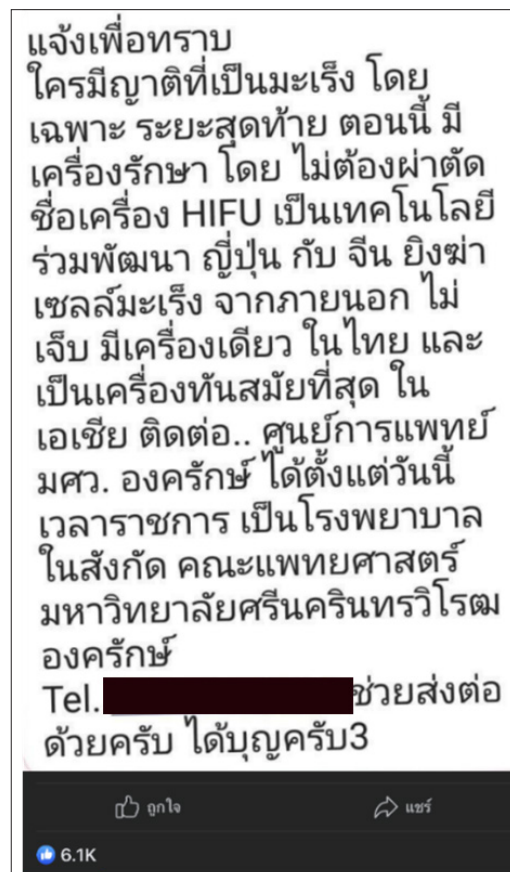 แจ้งเพื่อทราบ
ใครมีญาติที่เป็นมะเร็ง โดย
เฉพาะ ระยะสุดท้าย ตอนนี้ มี
เครื่องรักษา โดย ไม่ต้องผ่าตัด
ชื่อเครื่อง HIFU เป็นเทคโนโลยี
ร่วมพัฒนา ญี่ปุ่น กับ จีน ยิงฆ่า
เซลล์มะเร็ง จากภายนอก ไม่
เจ็บ มีเครื่องเดียว ในไทย และ
เป็นเครื่องทันสมัยที่สุด ใน
เอเชีย ติดต่อ.. ศูนย์การแพทย์
มศว. องครักษ์ ได้ตั้งแต่วันนี้
เวลาราชการ เป็นโรงพยาบาล
ในสังกัด คณะแพทยศาสตร์
มหาวิทยาลัยศรีนครินทรวิโรฒ
องครักษ์
Tel. ช่วยส่งต่อ
ด้วยครับ ได้บุญครับ3
ถูกใจ แชร์
6.1K